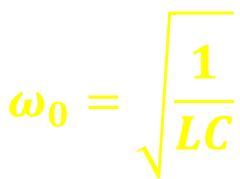 ω₀ = √(1/LC)